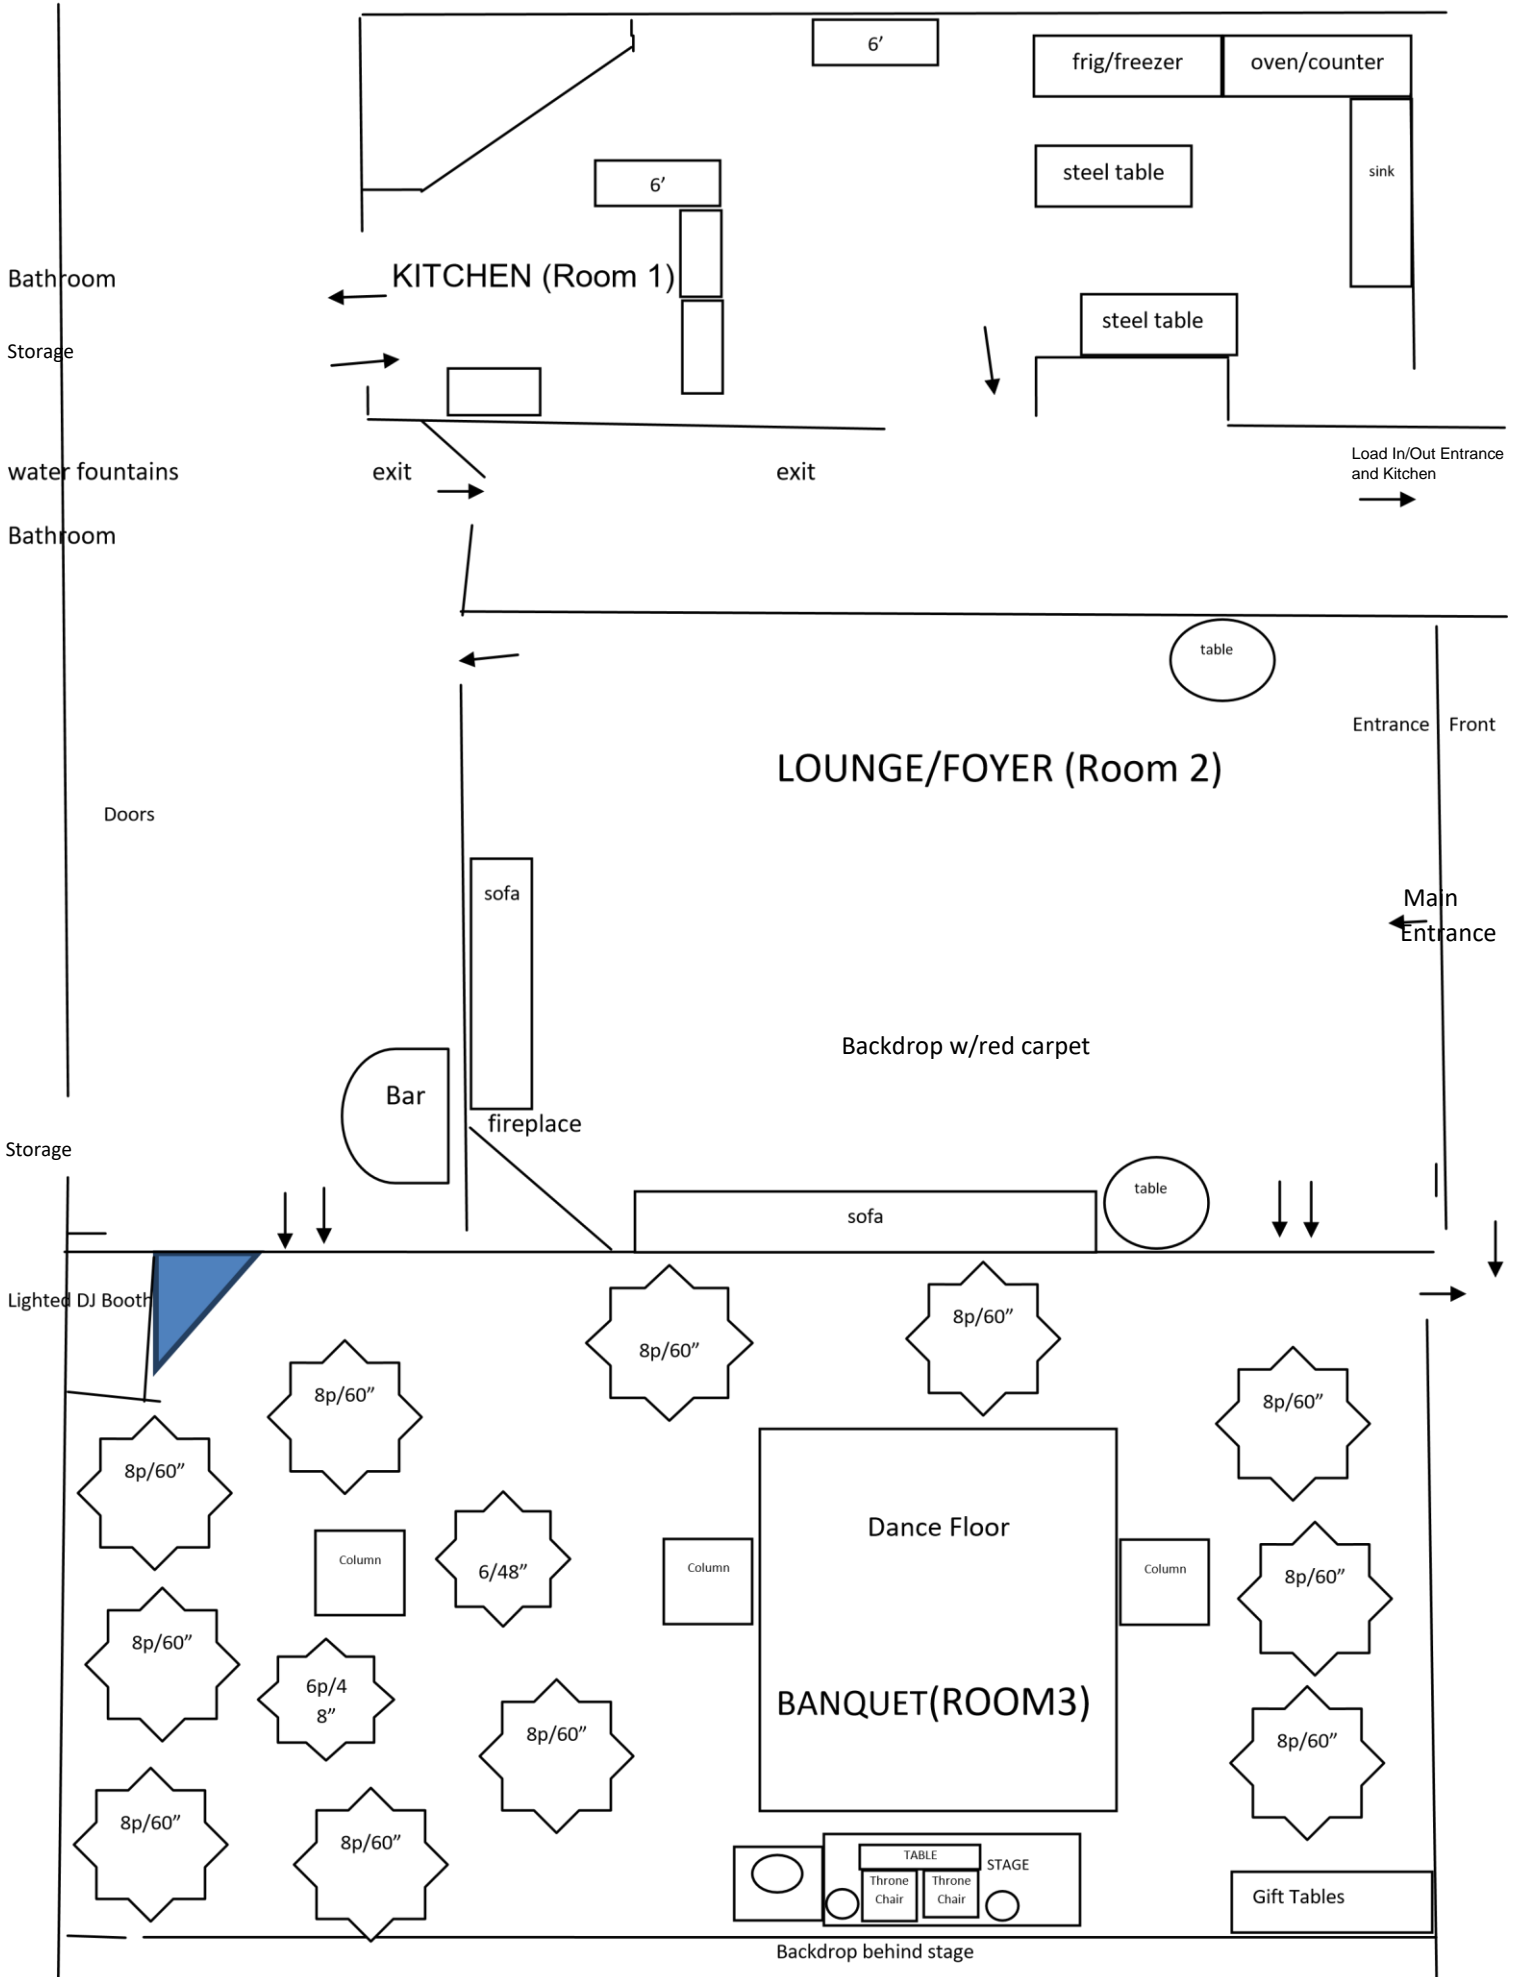 6’
frig/freezer
oven/counter
steel table
sink
6’
Bathroom
KITCHEN (Room 1)
steel table
Storage
Load In/Out Entrance
and Kitchen
water fountains
exit
exit
Bathroom
table
Entrance
Front
LOUNGE/FOYER (Room 2)
Doors
sofa
Main
Entrance
Backdrop w/red carpet
Bar
fireplace
Storage
table
sofa
Lighted DJ Booth
8p/60”
8p/60”
8p/60”
8p/60”
8p/60”
Dance Floor
Column
6/48”
Column
Column
8p/60”
8p/60”
6p/4
8”
BANQUET(ROOM3)
8p/60”
8p/60”
8p/60”
8p/60”
TABLE
STAGE
Throne
Chair
Throne
Chair
Gift Tables
Backdrop behind stage